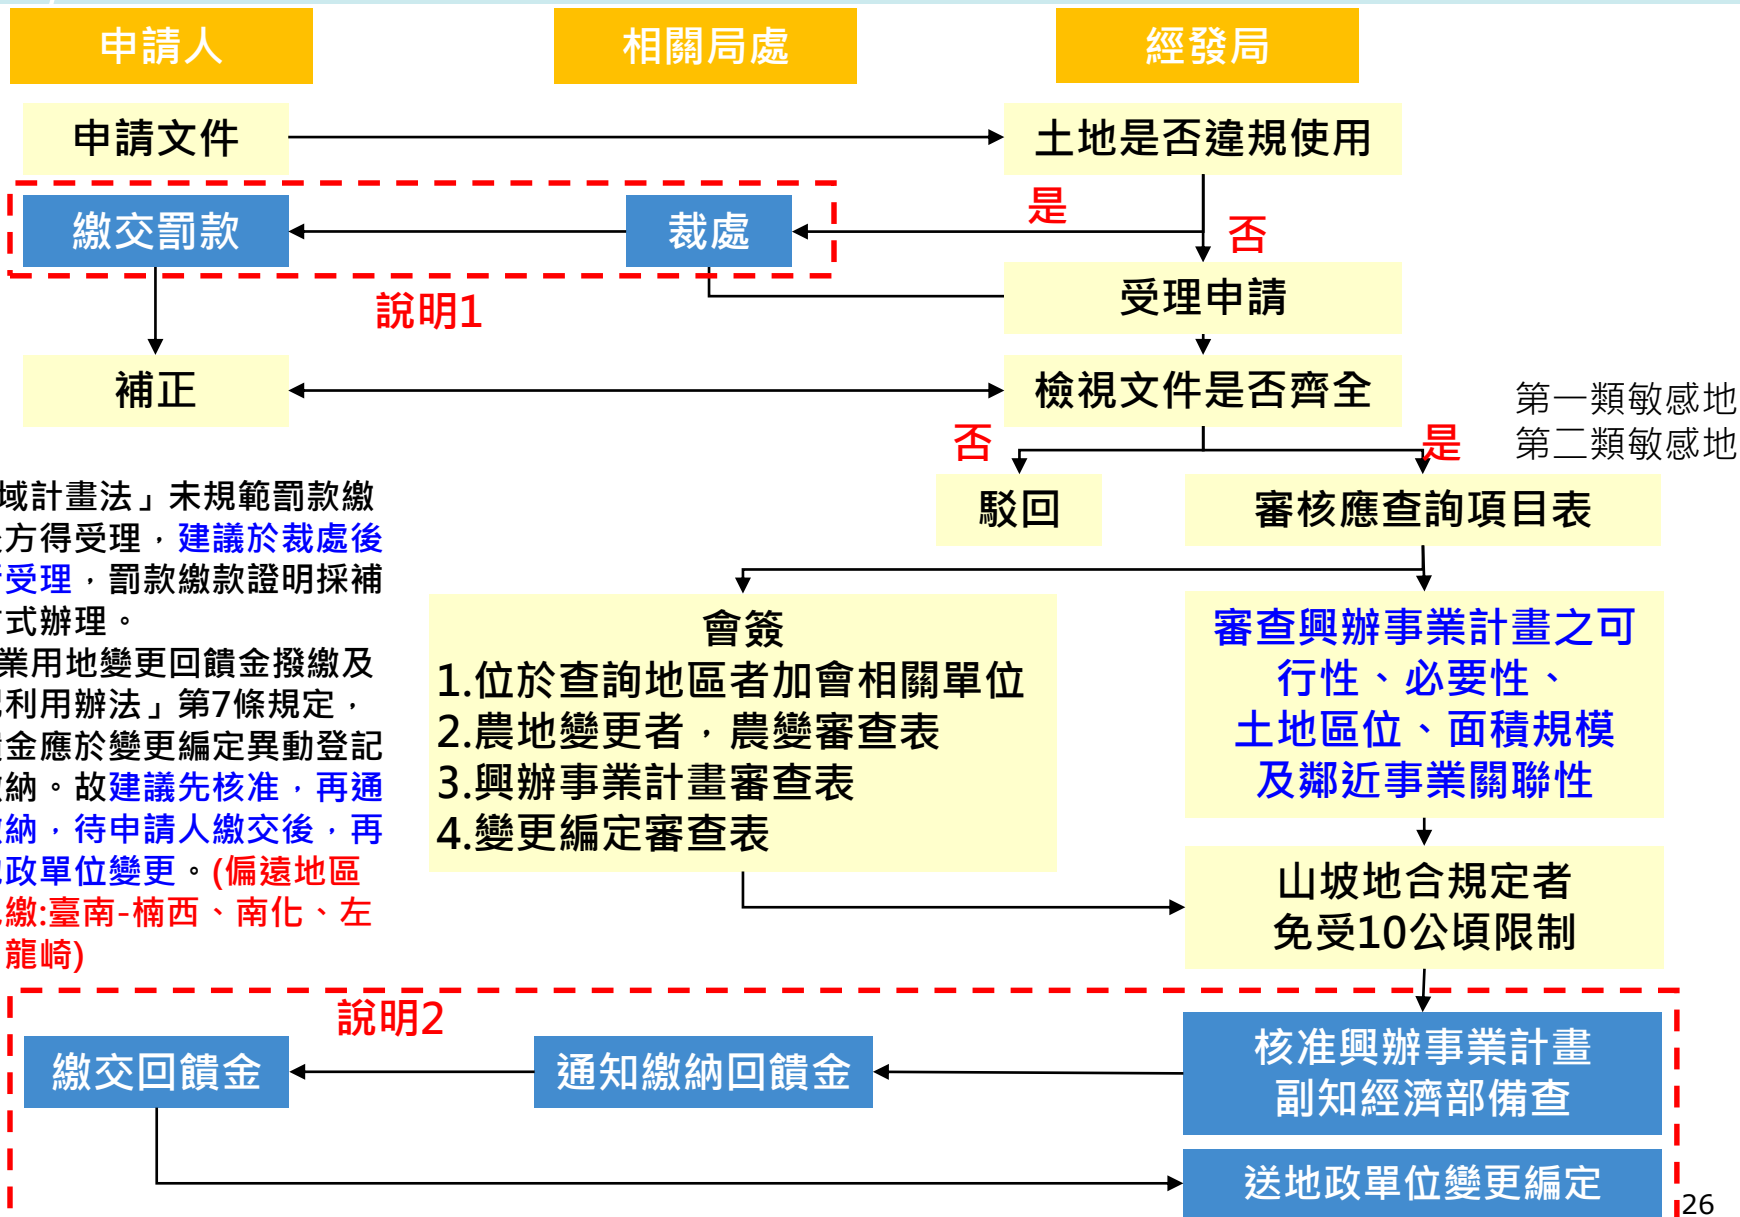 申請人
相關局處
經發局
申請文件
土地是否違規使用
是
否
繳交罰款
裁處
受理申請
說明1
補正
檢視文件是否齊全
第一類敏感地
第二類敏感地
否
是
駁回
審核應查詢項目表
域計畫法」未規範罰款繳
方得受理，建議於裁處後
受理，罰款繳款證明採補
式辦理。
業用地變更回饋金撥繳及
利用辦法」第7條規定，
金應於變更編定異動登記
納。故建議先核准，再通
納，待申請人繳交後，再
政單位變更。(偏遠地區
繳:臺南-楠西、南化、左
龍崎)
會簽
1.位於查詢地區者加會相關單位
2.農地變更者，農變審查表
3.興辦事業計畫審查表
4.變更編定審查表
審查興辦事業計畫之可
行性、必要性、
土地區位、面積規模
及鄰近事業關聯性
山坡地合規定者
免受10公頃限制
說明2
繳交回饋金
通知繳納回饋金
核准興辦事業計畫
副知經濟部備查
送地政單位變更編定
26